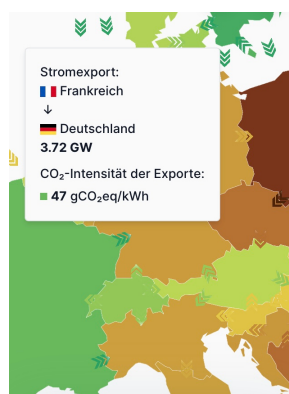 Stromexport:
Frankreich
↓
Deutschland
3.72 GW
CO₂-Intensität der Exporte:
47 gCO₂eq/kWh